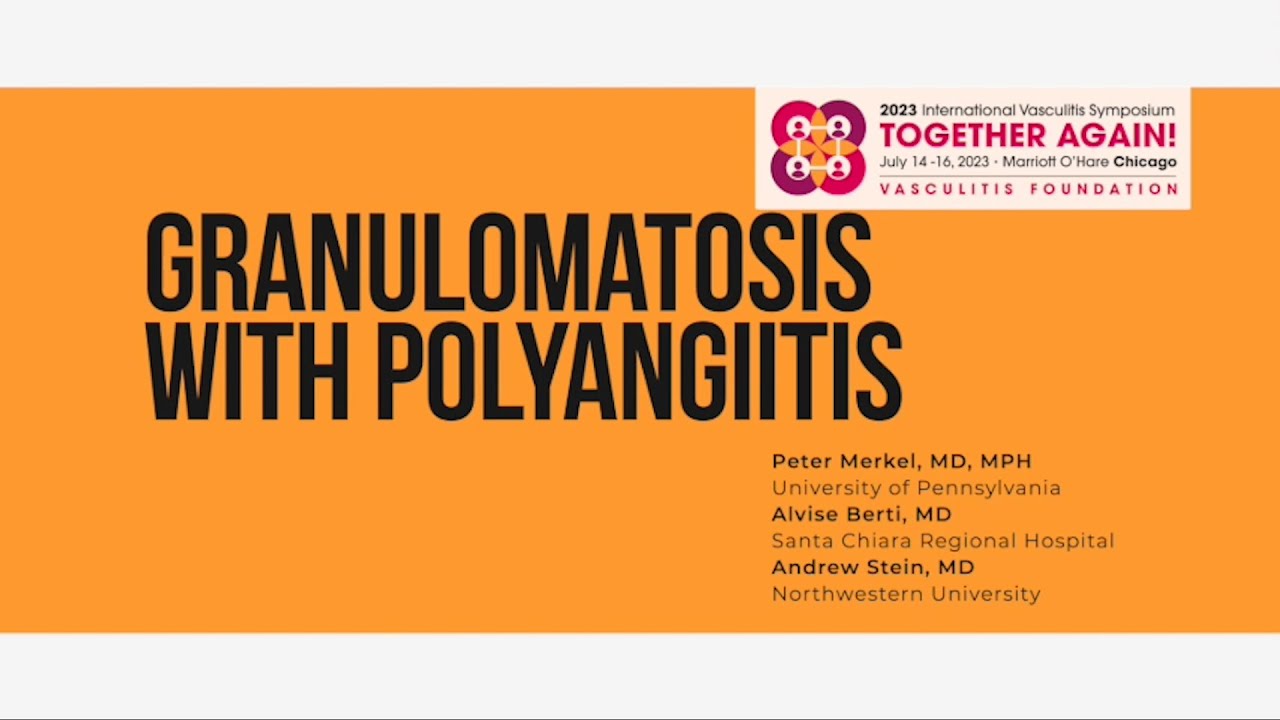 2023 International Vasculitis Symposium
TOGETHER AGAIN!
July 14-16, 2023 · Marriott O'Hare Chicago
VASCULITIS FOUNDATION
GRANULOMATOSIS
WITH POLYANGIITIS
Peter Merkel, MD, MPH
University of Pennsylvania
Alvise Berti, MD
Santa Chiara Regional Hospital
Andrew Stein, MD
Northwestern University